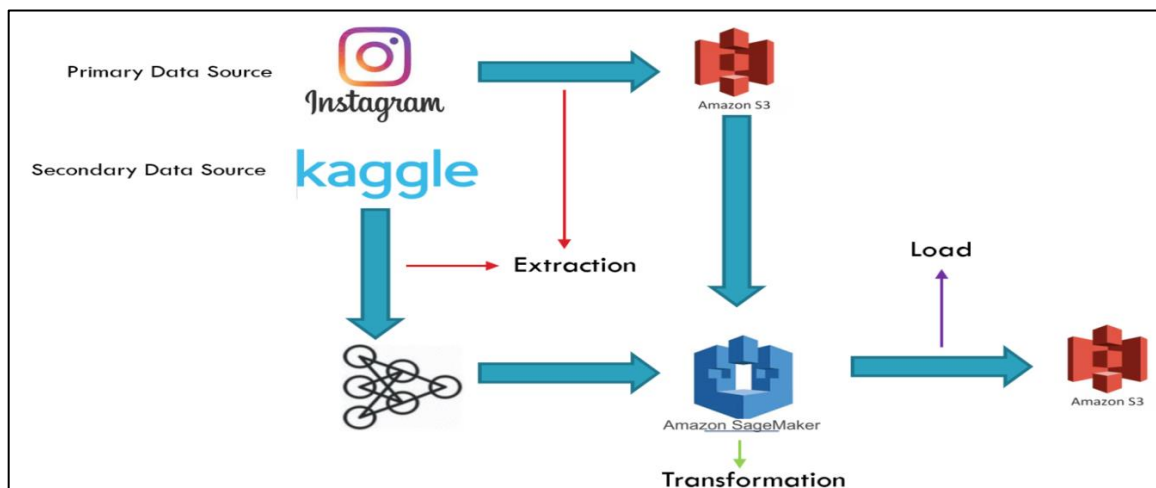 Primary Data Source
Instagram
Amazon S3
Secondary Data Source
kaggle
Extraction
Load
Amazon SageMaker
Amazon S3
Transformation